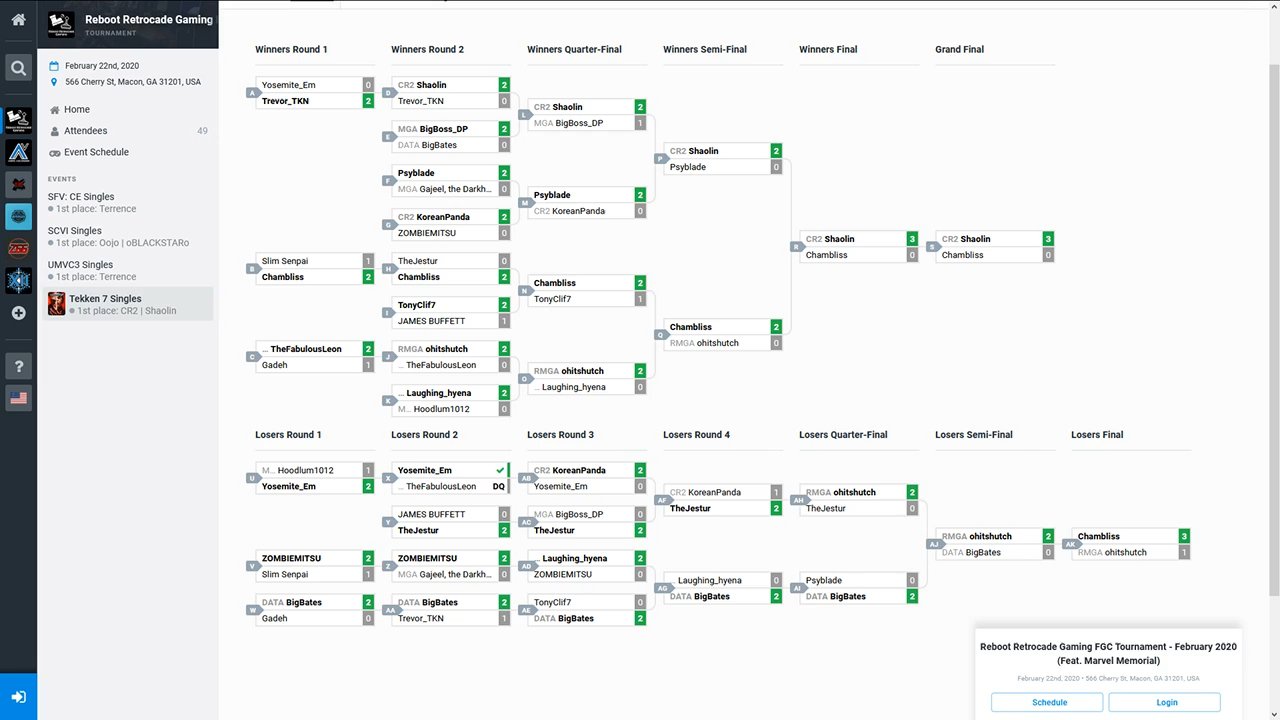 Reboot Retrocade Gaming
TOURNAMENT
February 22nd, 2020
566 Cherry St, Macon, GA 31201, USA
Home
Attendees 49
Event Schedule
EVENTS
SFV: CE Singles
1st place: Terrence
SCVI Singles
1st place: Oojo | oBLACKSTARo
UMVC3 Singles
1st place: Terrence
Tekken 7 Singles
1st place: CR2 | Shaolin
?
Winners Round 1
A
Yosemite_Em 0
Trevor_TKN 2
B
Slim Senpai 1
Chambliss 2
C
... TheFabulousLeon 2
Gadeh 1
Winners Round 2
D
CR2 Shaolin 2
Trevor_TKN 0
E
MGA BigBoss_DP 2
DATA BigBates 0
F
Psyblade 2
MGA Gajeel, the Darkh... 0
G
CR2 KoreanPanda 2
ZOMBIEMITSU 0
H
TheJestur 0
Chambliss 2
I
TonyClif7 2
JAMES BUFFETT 1
J
RMGA ohitshutch 2
... TheFabulousLeon 0
K
... Laughing_hyena 2
M... Hoodlum1012 0
Winners Quarter-Final
L
CR2 Shaolin 2
MGA BigBoss_DP 1
M
Psyblade 2
CR2 KoreanPanda 0
N
Chambliss 2
TonyClif7 1
O
RMGA ohitshutch 2
... Laughing_hyena 0
Winners Semi-Final
P
CR2 Shaolin 2
Psyblade 0
Q
Chambliss 2
RMGA ohitshutch 0
Winners Final
R
CR2 Shaolin 3
Chambliss 0
Grand Final
S
CR2 Shaolin 3
Chambliss 0
Losers Round 1
U
M... Hoodlum1012 1
Yosemite_Em 2
V
ZOMBIEMITSU 2
Slim Senpai 1
W
DATA BigBates 2
Gadeh 0
Losers Round 2
X
Yosemite_Em ✓
... TheFabulousLeon DQ
Y
JAMES BUFFETT 0
TheJestur 2
Z
ZOMBIEMITSU 2
MGA Gajeel, the Darkh... 0
AA
DATA BigBates 2
Trevor_TKN 1
Losers Round 3
AB
CR2 KoreanPanda 2
Yosemite_Em 0
AC
MGA BigBoss_DP 0
TheJestur 2
AD
... Laughing_hyena 2
ZOMBIEMITSU 0
AE
TonyClif7 0
DATA BigBates 2
Losers Round 4
AF
CR2 KoreanPanda 1
TheJestur 2
AG
... Laughing_hyena 0
DATA BigBates 2
Losers Quarter-Final
AH
RMGA ohitshutch 2
TheJestur 0
AI
Psyblade 0
DATA BigBates 2
Losers Semi-Final
AJ
RMGA ohitshutch 2
DATA BigBates 0
Losers Final
AK
Chambliss 3
RMGA ohitshutch 1
Reboot Retrocade Gaming FGC Tournament - February 2020
(Feat. Marvel Memorial)
February 22nd, 2020 • 566 Cherry St, Macon, GA 31201, USA
Schedule
Login